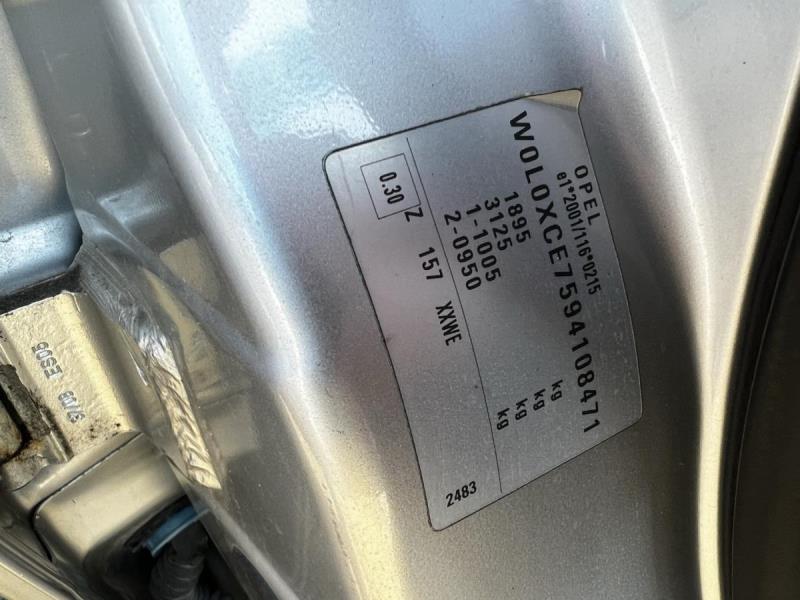 OPEL
e1*2001/116*0215
W0L0XCE7594108471
1895 kg
3125 kg
1-1005 kg
2-0950 kg
0.30 Z 157 XXWE
2483